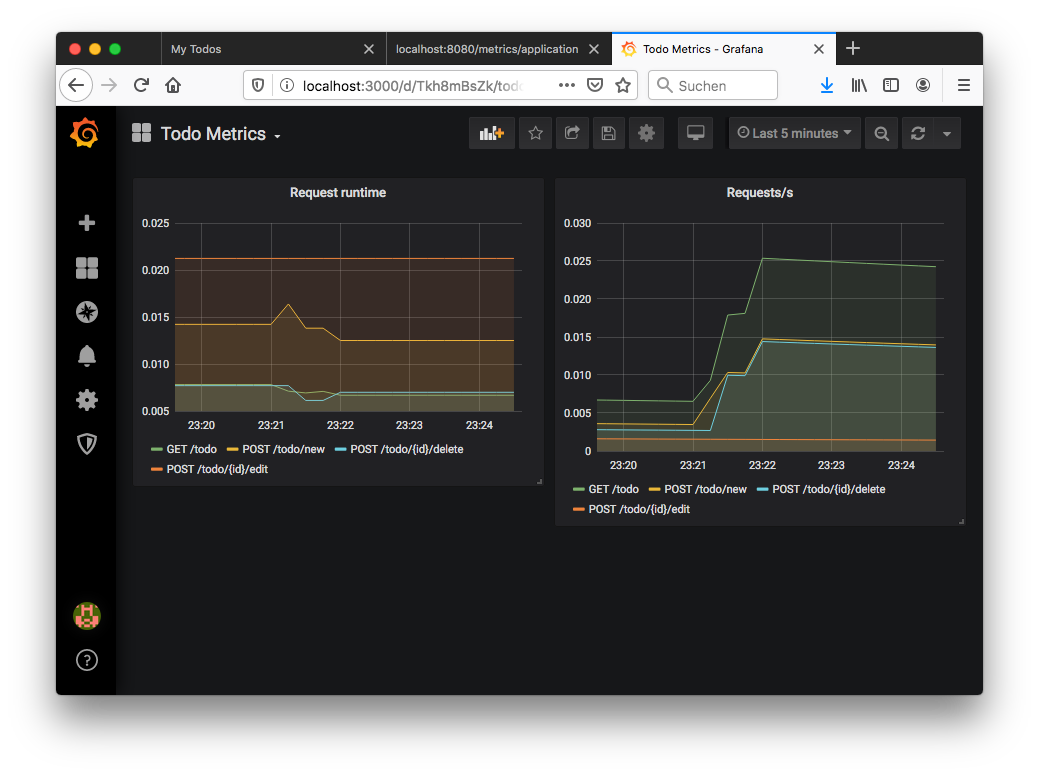 My Todos
localhost:8080/metrics/application
Todo Metrics - Grafana
localhost:3000/d/Tkh8mBsZk/todo
Suchen
Todo Metrics
Last 5 minutes
Request runtime
0.025
0.020
0.015
0.010
0.005
23:20 23:21 23:22 23:23 23:24
GET /todo POST /todo/new POST /todo/{id}/delete
POST /todo/{id}/edit
Requests/s
0.030
0.025
0.020
0.015
0.010
0.005
0
23:20 23:21 23:22 23:23 23:24
GET /todo POST /todo/new POST /todo/{id}/delete
POST /todo/{id}/edit